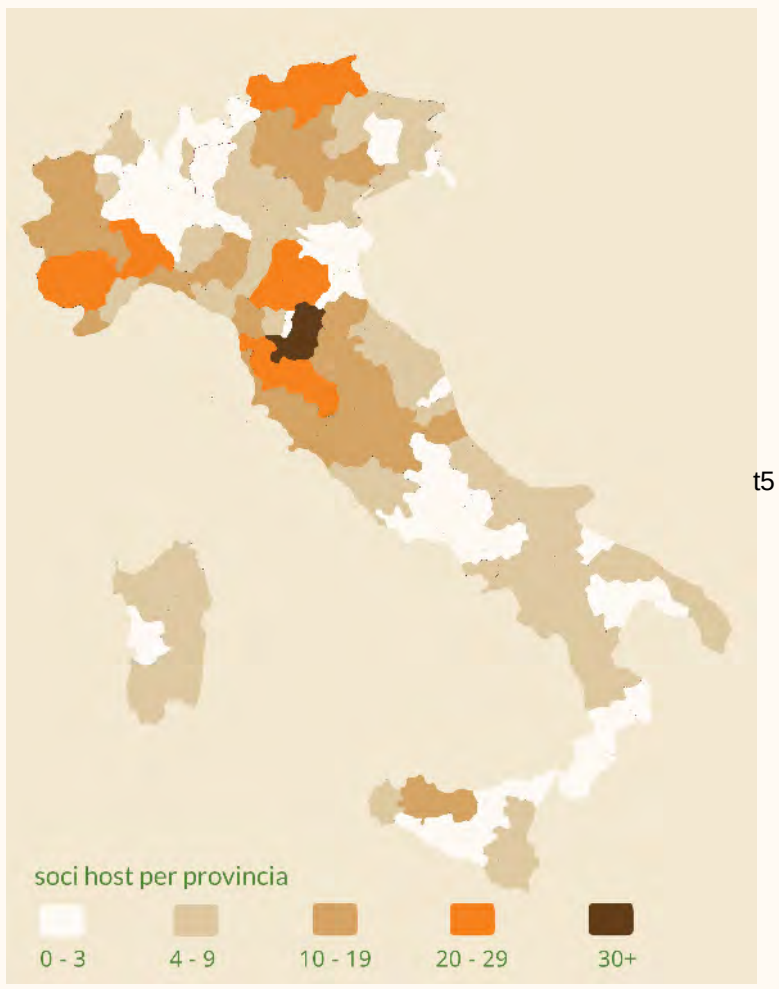 t5
soci host per provincia
0 - 3
4 - 9
10 - 19
20 - 29
30+